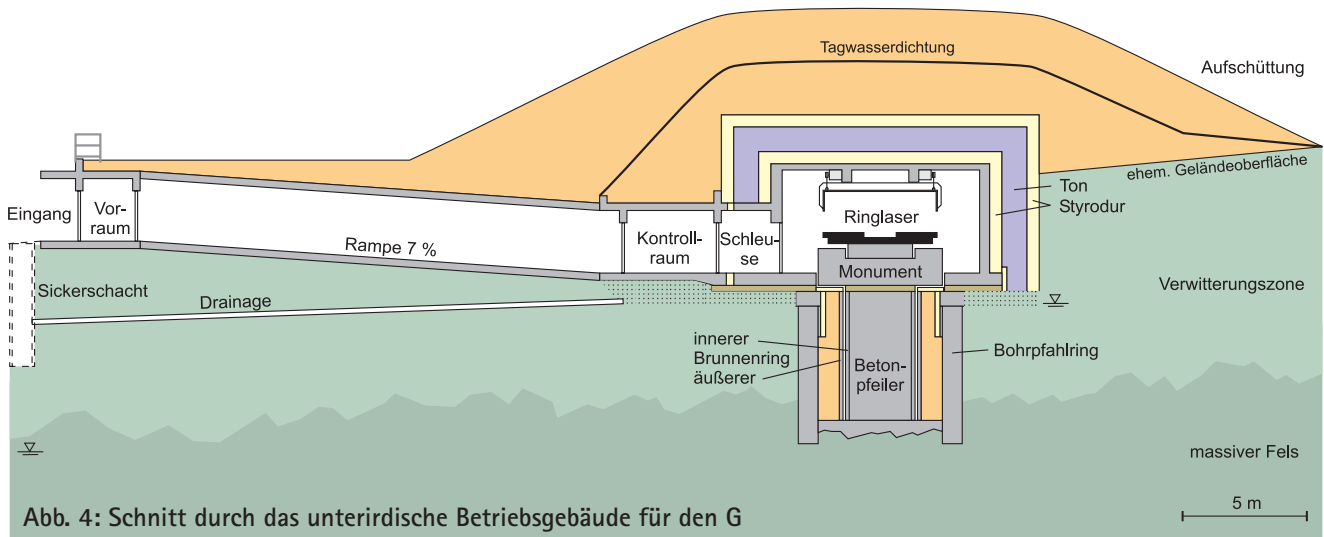 Tagwasserdichtung
Aufschüttung
ehem. Geländeoberfläche
Ton
Styrodur
Eingang
Vor-
raum
Rampe 7 %
Kontroll-
raum
Schleu-
se
Ringlaser
Monument
Sickerschacht
Drainage
Verwitterungszone
innerer
Brunnenring
äußerer
Beton-
pfeiler
Bohrpfahlring
massiver Fels
5 m
Abb. 4: Schnitt durch das unterirdische Betriebsgebäude für den G